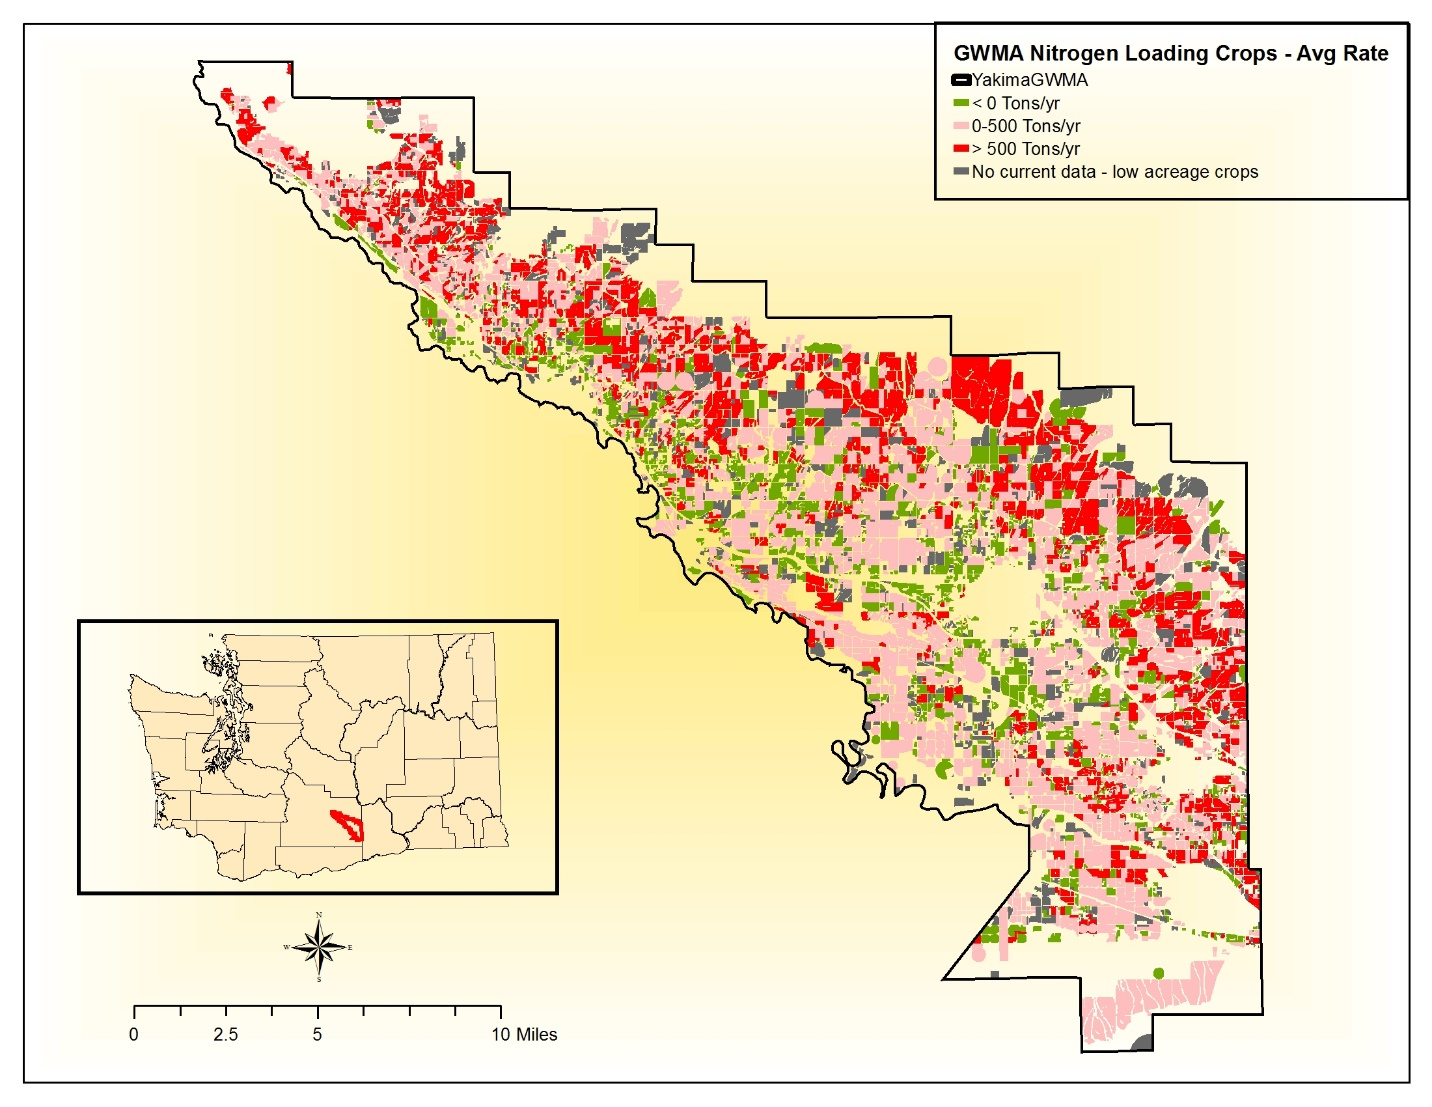 GWMA Nitrogen Loading Crops - Avg Rate
YakimaGWMA
< 0 Tons/yr
0-500 Tons/yr
> 500 Tons/yr
No current data - low acreage crops
N
W E
S
0 2.5 5 10 Miles